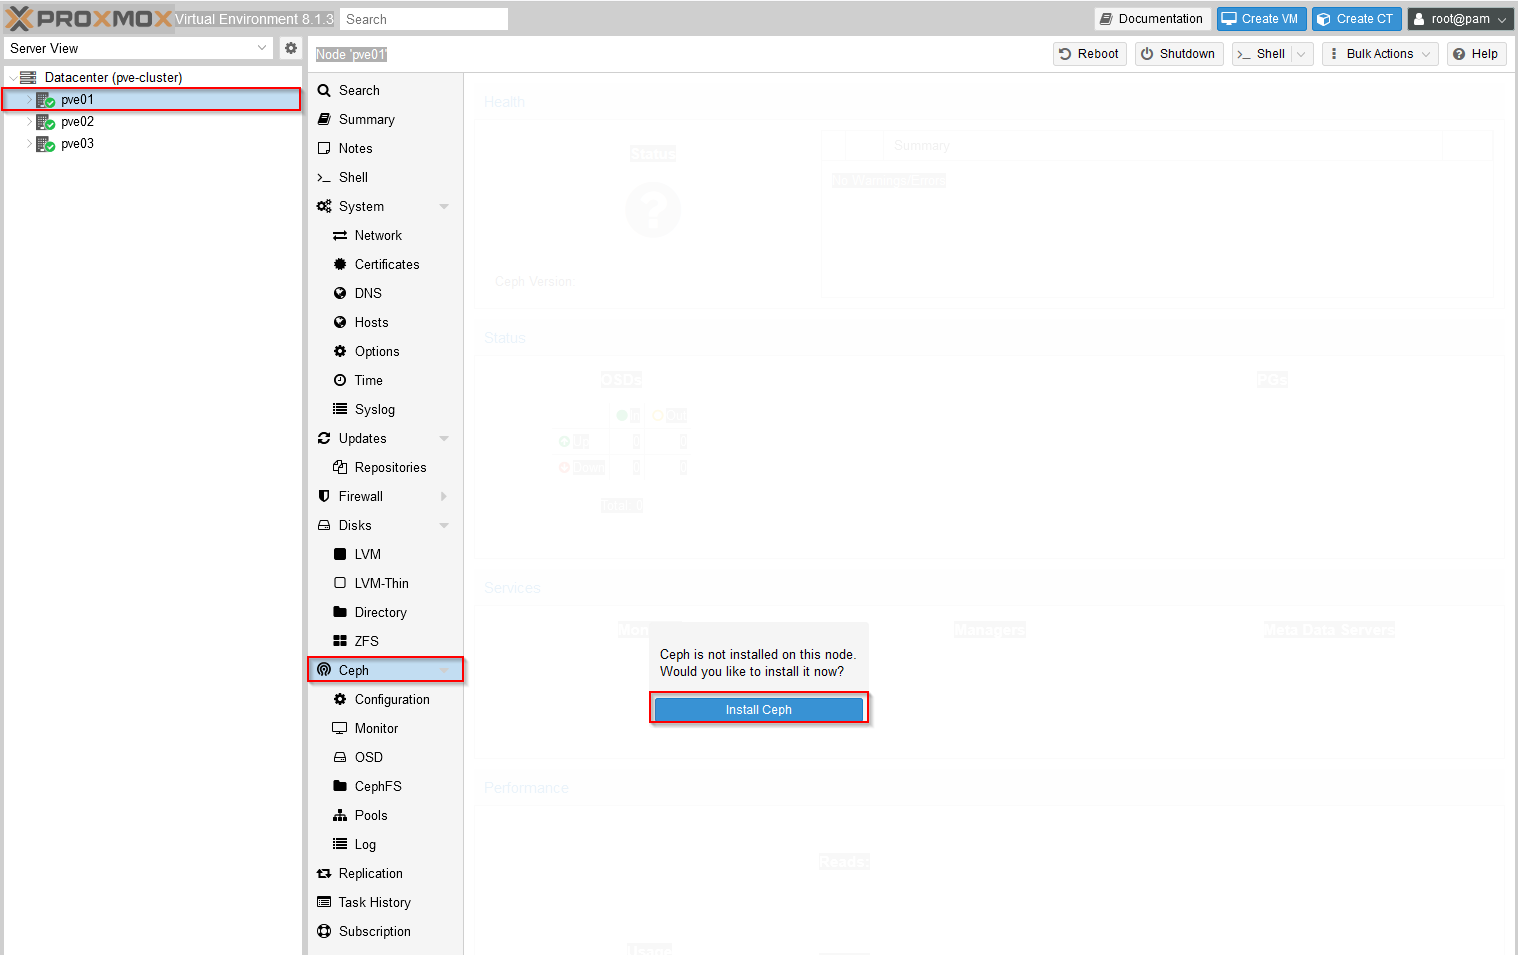 PROXMOX Virtual Environment 8.1.3 Search
Documentation Create VM Create CT root@pam
Server View
Node 'pve01'
Reboot Shutdown Shell Bulk Actions Help
Datacenter (pve-cluster)
pve01
pve02
pve03
Search
Summary
Notes
Shell
System
Network
Certificates
DNS
Hosts
Options
Time
Syslog
Updates
Repositories
Firewall
Disks
LVM
LVM-Thin
Directory
ZFS
Ceph
Configuration
Monitor
OSD
CephFS
Pools
Log
Replication
Task History
Subscription
Health
Status
Summary
No Warnings/Errors
Ceph Version:
Status
OSDs
PGs
In Out
Up 0 0
Down 0 0
Total: 0
Services
Managers
Meta Data Servers
Ceph is not installed on this node.
Would you like to install it now?
Install Ceph
Performance
Reads:
Usage